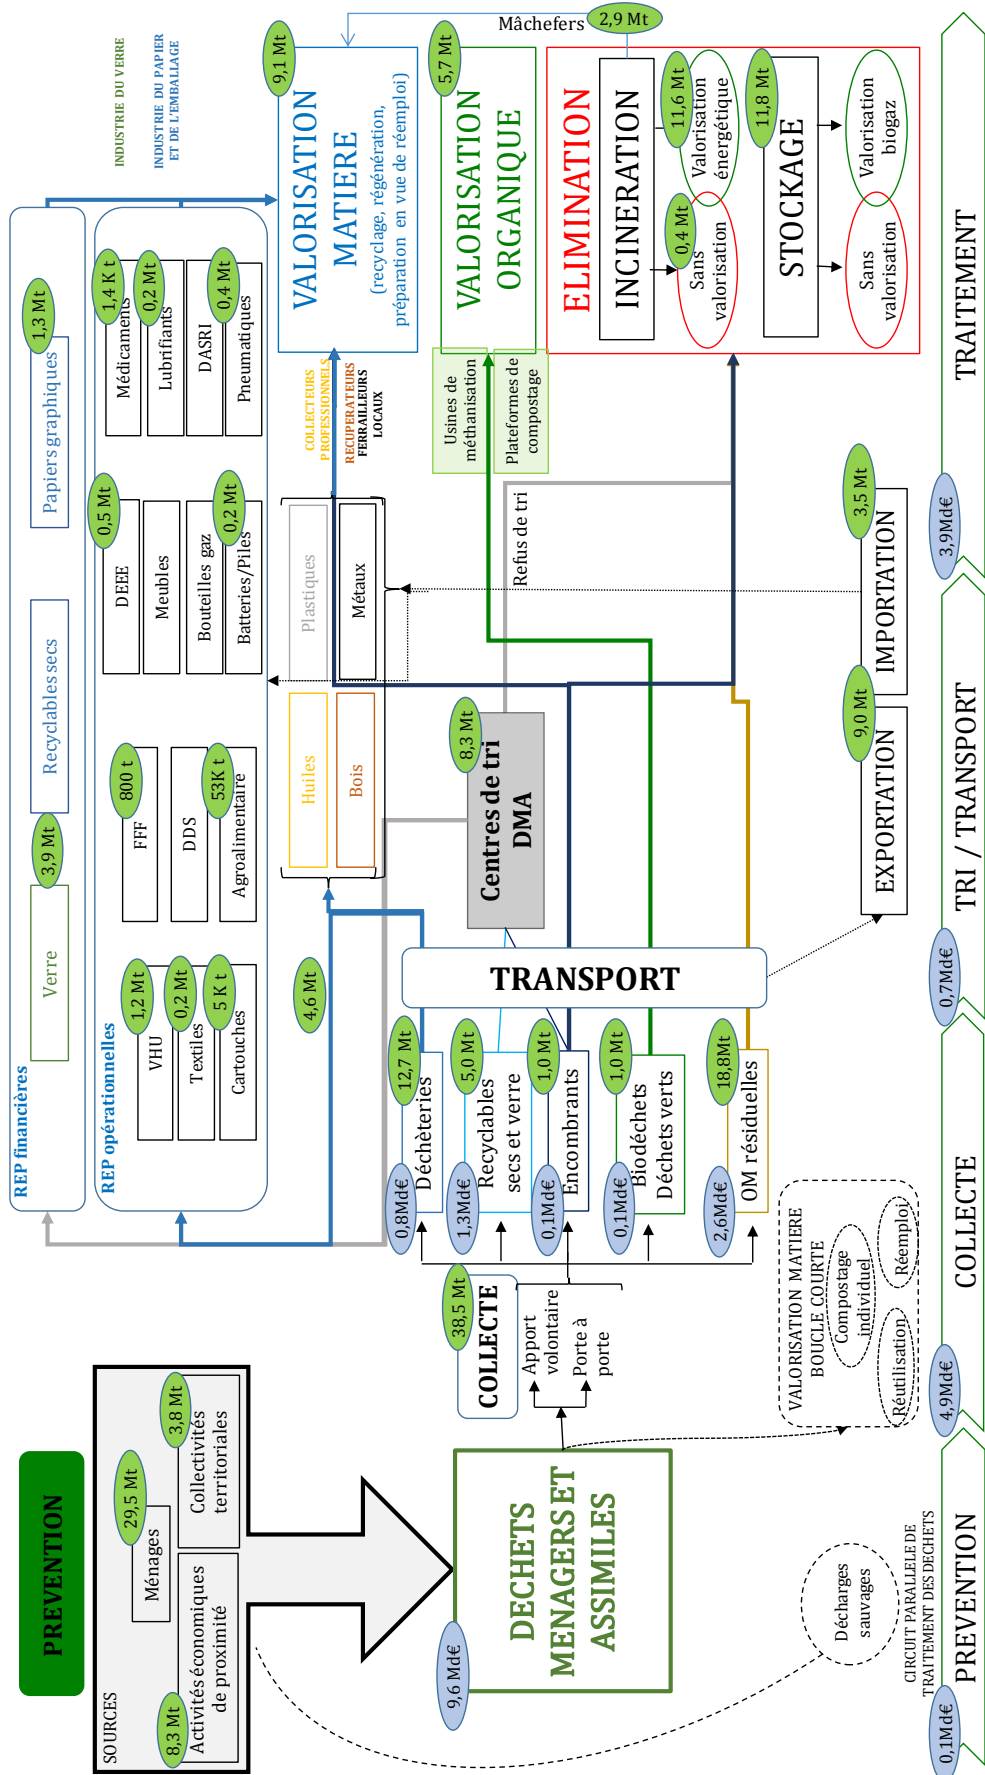 PREVENTION
SOURCES
Ménages
29,5 Mt
Activités économiques
de proximité
8,3 Mt
Collectivités
territoriales
3,8 Mt
DECHETS
MENAGERS ET
ASSIMILES
9,6 Md€
Décharges
sauvages
CIRCUIT PARALLELE DE
TRAITEMENT DES DECHETS
COLLECTE
38,5 Mt
Apport
volontaire
Porte à
porte
VALORISATION MATIERE
BOUCLE COURTE
Compostage
individuel
Réutilisation
Réemploi
0,8Md€
Déchèteries
12,7 Mt
1,3Md€
Recyclables
secs et verre
5,0 Mt
0,1Md€
Encombrants
1,0 Mt
0,1Md€
Biodéchets
Déchets verts
1,0 Mt
2,6Md€
OM résiduelles
18,8Mt
TRANSPORT
REP financières
Verre
3,9 Mt
Recyclables secs
Papiers graphiques
1,3 Mt
REP opérationnelles
VHU
1,2 Mt
Textiles
0,2 Mt
Cartouches
5 K t
FFF
800 t
DDS
Agroalimentaire
53K t
DEEE
0,5 Mt
Meubles
Bouteilles gaz
Batteries/Piles
0,2 Mt
Médicaments
1,4 K t
Lubrifiants
0,2 Mt
DASRI
Pneumatiques
0,4 Mt
4,6 Mt
Huiles
Bois
Plastiques
Métaux
Centres de tri
DMA
8,3 Mt
Refus de tri
EXPORTATION
9,0 Mt
IMPORTATION
3,5 Mt
INDUSTRIE DU VERRE
INDUSTRIE DU PAPIER
ET DE L'EMBALLAGE
COLLECTEURS
PROFESSIONNELS
RECUPERATEURS
FERRAILLEURS
LOCAUX
Usines de
méthanisation
Plateformes de
compostage
VALORISATION
MATIERE
(recyclage, régénération,
préparation en vue de réemploi)
9,1 Mt
VALORISATION
ORGANIQUE
5,7 Mt
ELIMINATION
INCINERATION
Sans
valorisation
0,4 Mt
Valorisation
énergétique
11,6 Mt
STOCKAGE
11,8 Mt
Sans
valorisation
Valorisation
biogaz
Mâchefers
2,9 Mt
PREVENTION
0,1Md€
COLLECTE
4,9Md€
TRI / TRANSPORT
0,7Md€
TRAITEMENT
3,9Md€